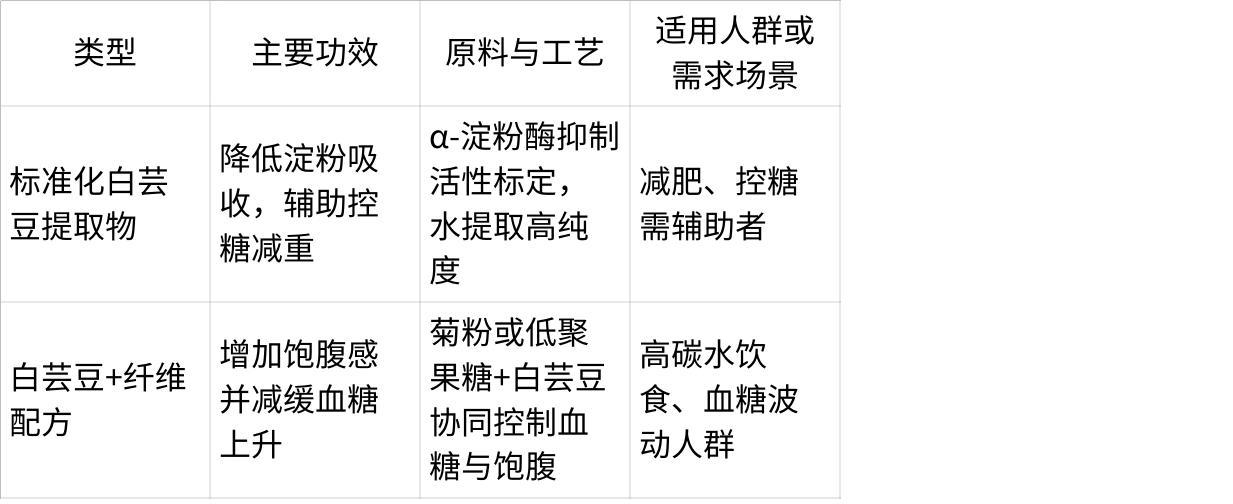 类型
主要功效
原料与工艺
适用人群或
需求场景
标准化白芸
豆提取物
降低淀粉吸
收，辅助控
糖减重
α-淀粉酶抑制
活性标定，
水提取高纯
度
减肥、控糖
需辅助者
白芸豆+纤维
配方
增加饱腹感
并减缓血糖
上升
菊粉或低聚
果糖+白芸豆
协同控制血
糖与饱腹
高碳水饮
食、血糖波
动人群